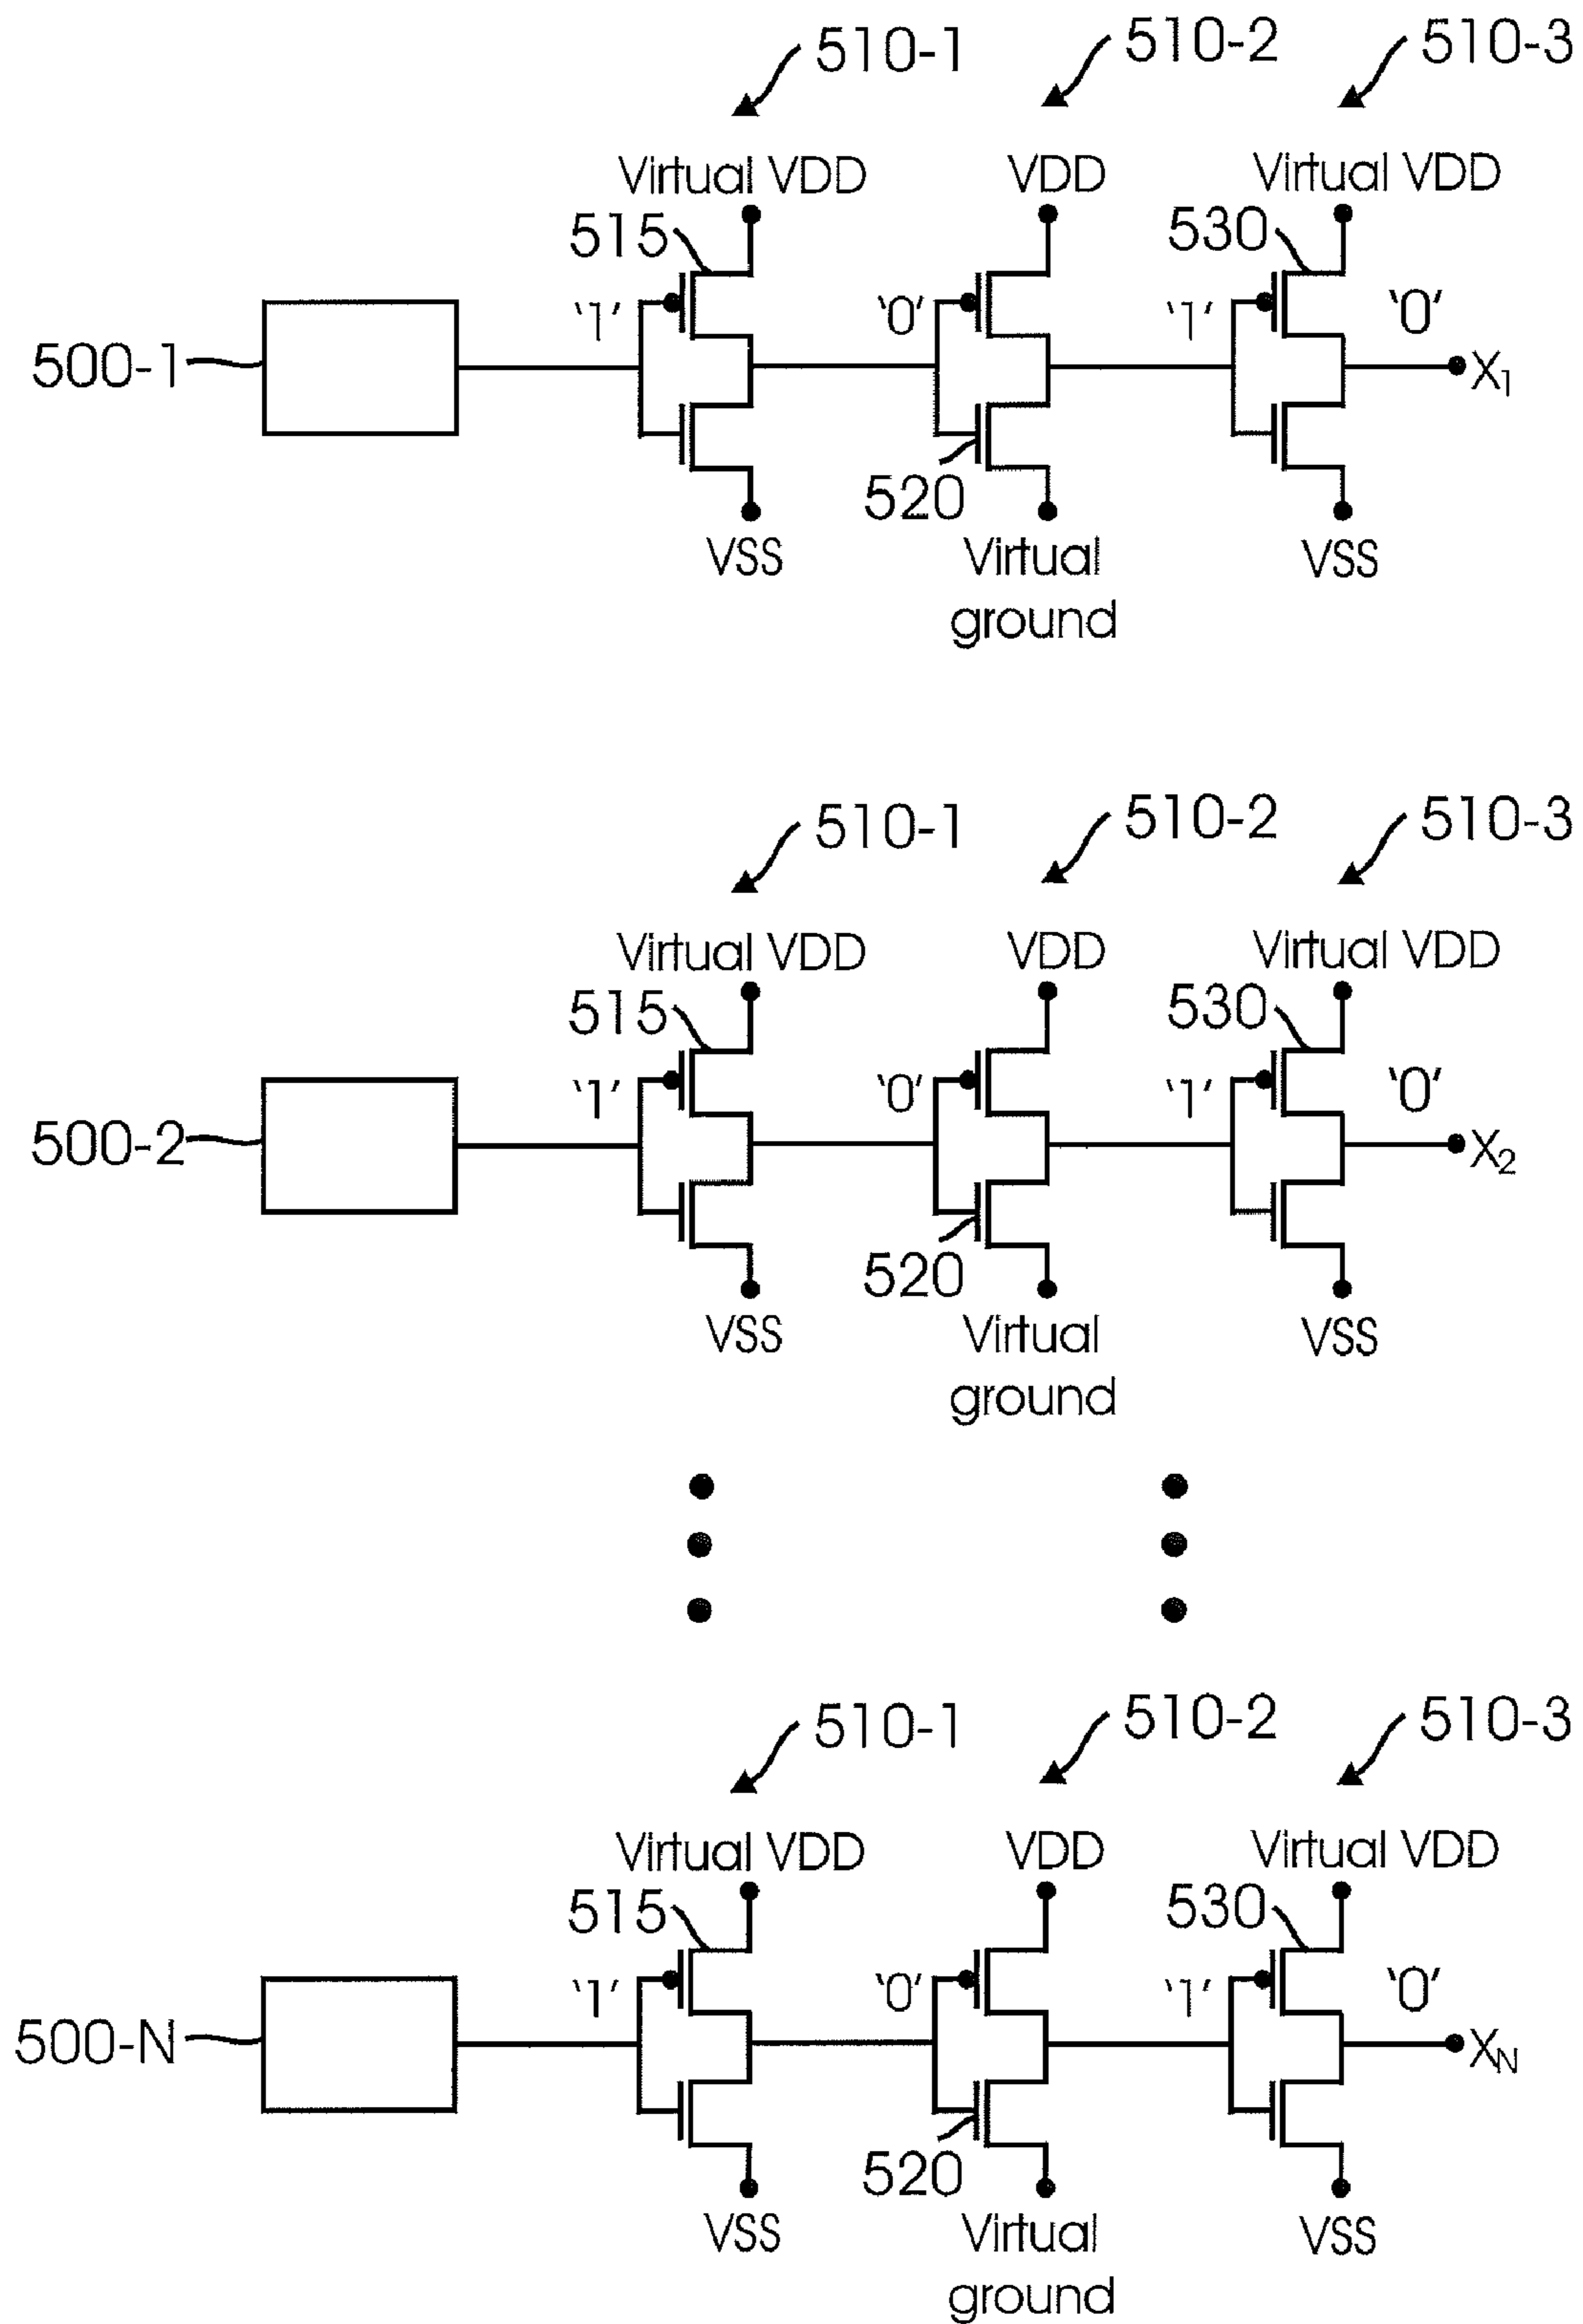 510-1 510-2 510-3
Virtual VDD VDD Virtual VDD
515 530
'1' '0' '1' '0'
500-1 X1
520
VSS Virtual VSS
ground
510-1 510-2 510-3
Virtual VDD VDD Virtual VDD
515 530
'1' '0' '1' '0'
500-2 X2
520
VSS Virtual VSS
ground
510-1 510-2 510-3
Virtual VDD VDD Virtual VDD
515 530
'1' '0' '1' '0'
500-N XN
520
VSS Virtual VSS
ground